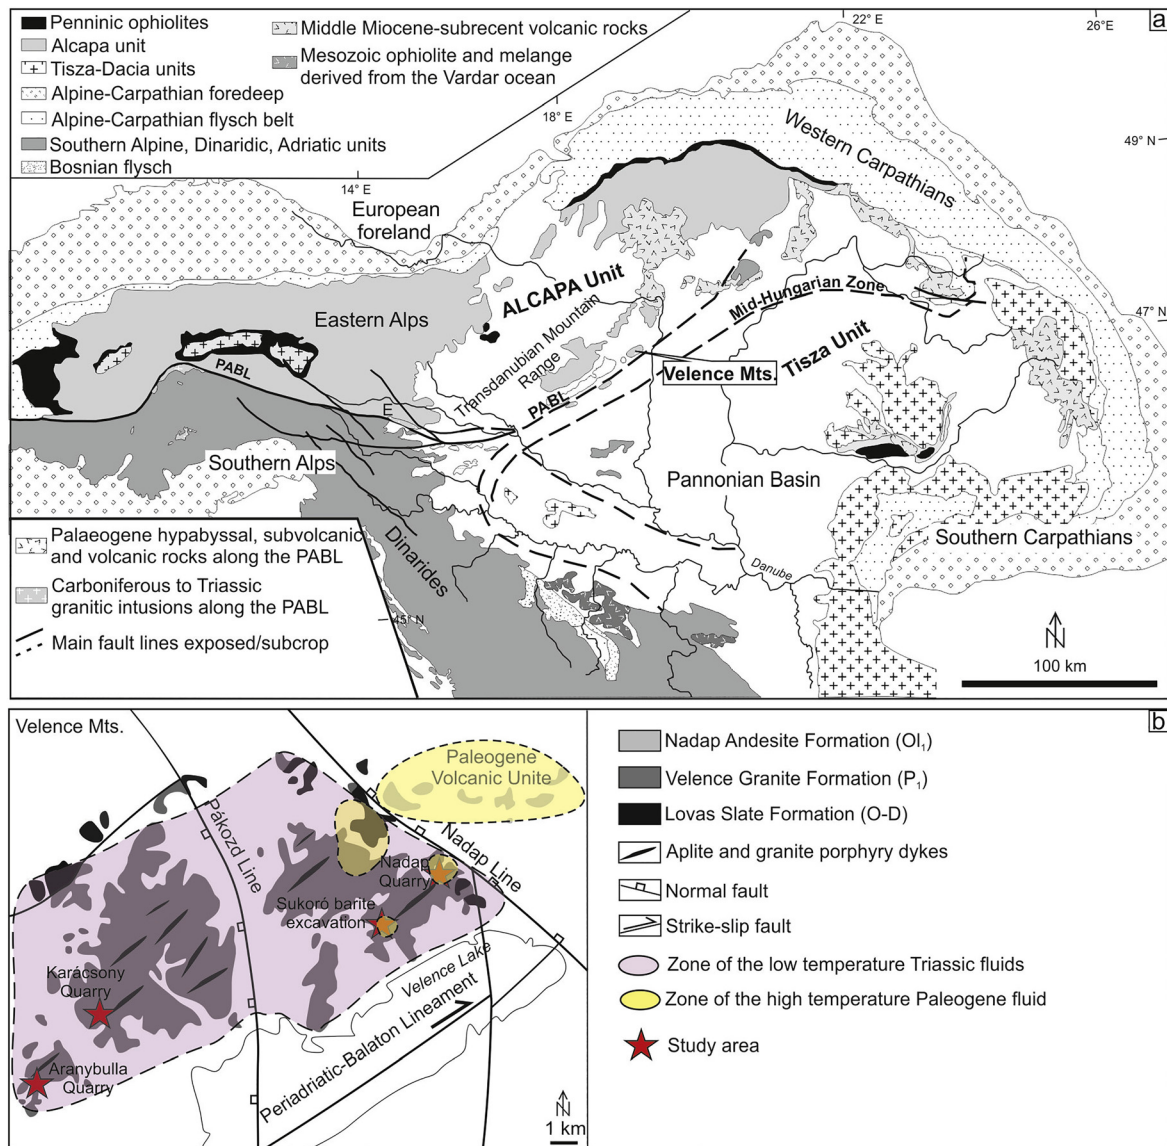 a
Penninic ophiolites
Alcapa unit
Tisza-Dacia units
Alpine-Carpathian foredeep
Alpine-Carpathian flysch belt
Southern Alpine, Dinaridic, Adriatic units
Bosnian flysch
Middle Miocene-subrecent volcanic rocks
Mesozoic ophiolite and melange
derived from the Vardar ocean
22° E
26°E
18° E
49° N
14° E
Western Carpathians
European
foreland
ALCAPA Unit
Mid-Hungarian Zone
47° N
Eastern Alps
Transdanubian Mountain
Range
Tisza Unit
Velence Mts.
PABL
PABL
E
Southern Alps
Pannonian Basin
Southern Carpathians
Dinarides
Danube
45° N
N
100 km
Palaeogene hypabyssal, subvolcanic
and volcanic rocks along the PABL
Carboniferous to Triassic
granitic intusions along the PABL
Main fault lines exposed/subcrop
b
Velence Mts.
Paleogene
Volcanic Unite
Pákozd Line
Nadap Line
Nadap
Quarry
Sukoró barite
excavation
Karácsony
Quarry
Velence Lake
Periadriatic-Balaton Lineament
Aranybulla
Quarry
N
1 km
Nadap Andesite Formation (Ol₁)
Velence Granite Formation (P₁)
Lovas Slate Formation (O-D)
Aplite and granite porphyry dykes
Normal fault
Strike-slip fault
Zone of the low temperature Triassic fluids
Zone of the high temperature Paleogene fluid
Study area